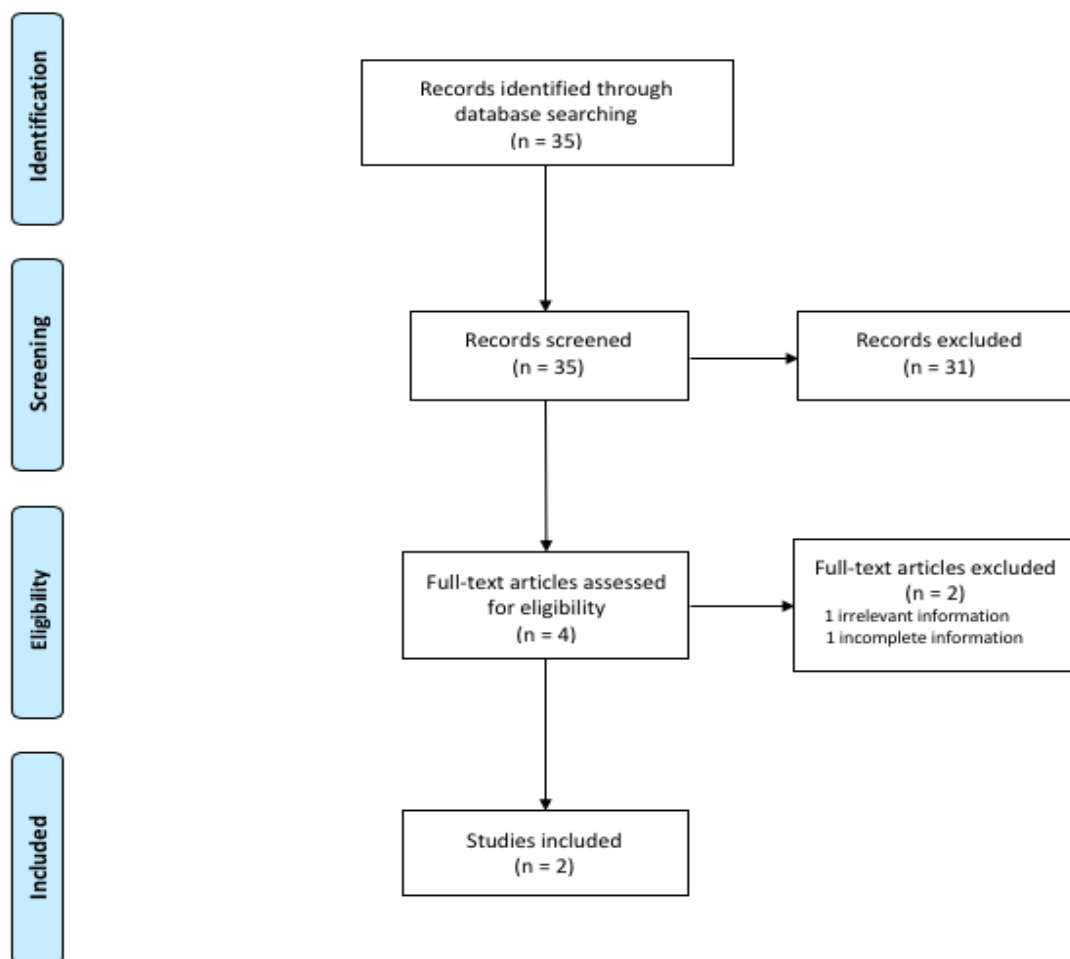 Identification
Records identified through
database searching
(n = 35)
Screening
Records screened
(n = 35)
Records excluded
(n = 31)
Eligibility
Full-text articles assessed
for eligibility
(n = 4)
Full-text articles excluded
(n = 2)
1 irrelevant information
1 incomplete information
Included
Studies included
(n = 2)